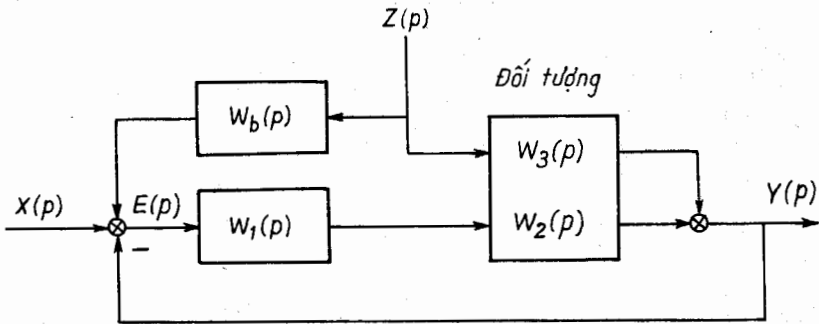 Z(p)
Đối tượng
W_b(p)
W_3(p)
X(p)
E(p)
Y(p)
W_1(p)
W_2(p)
−